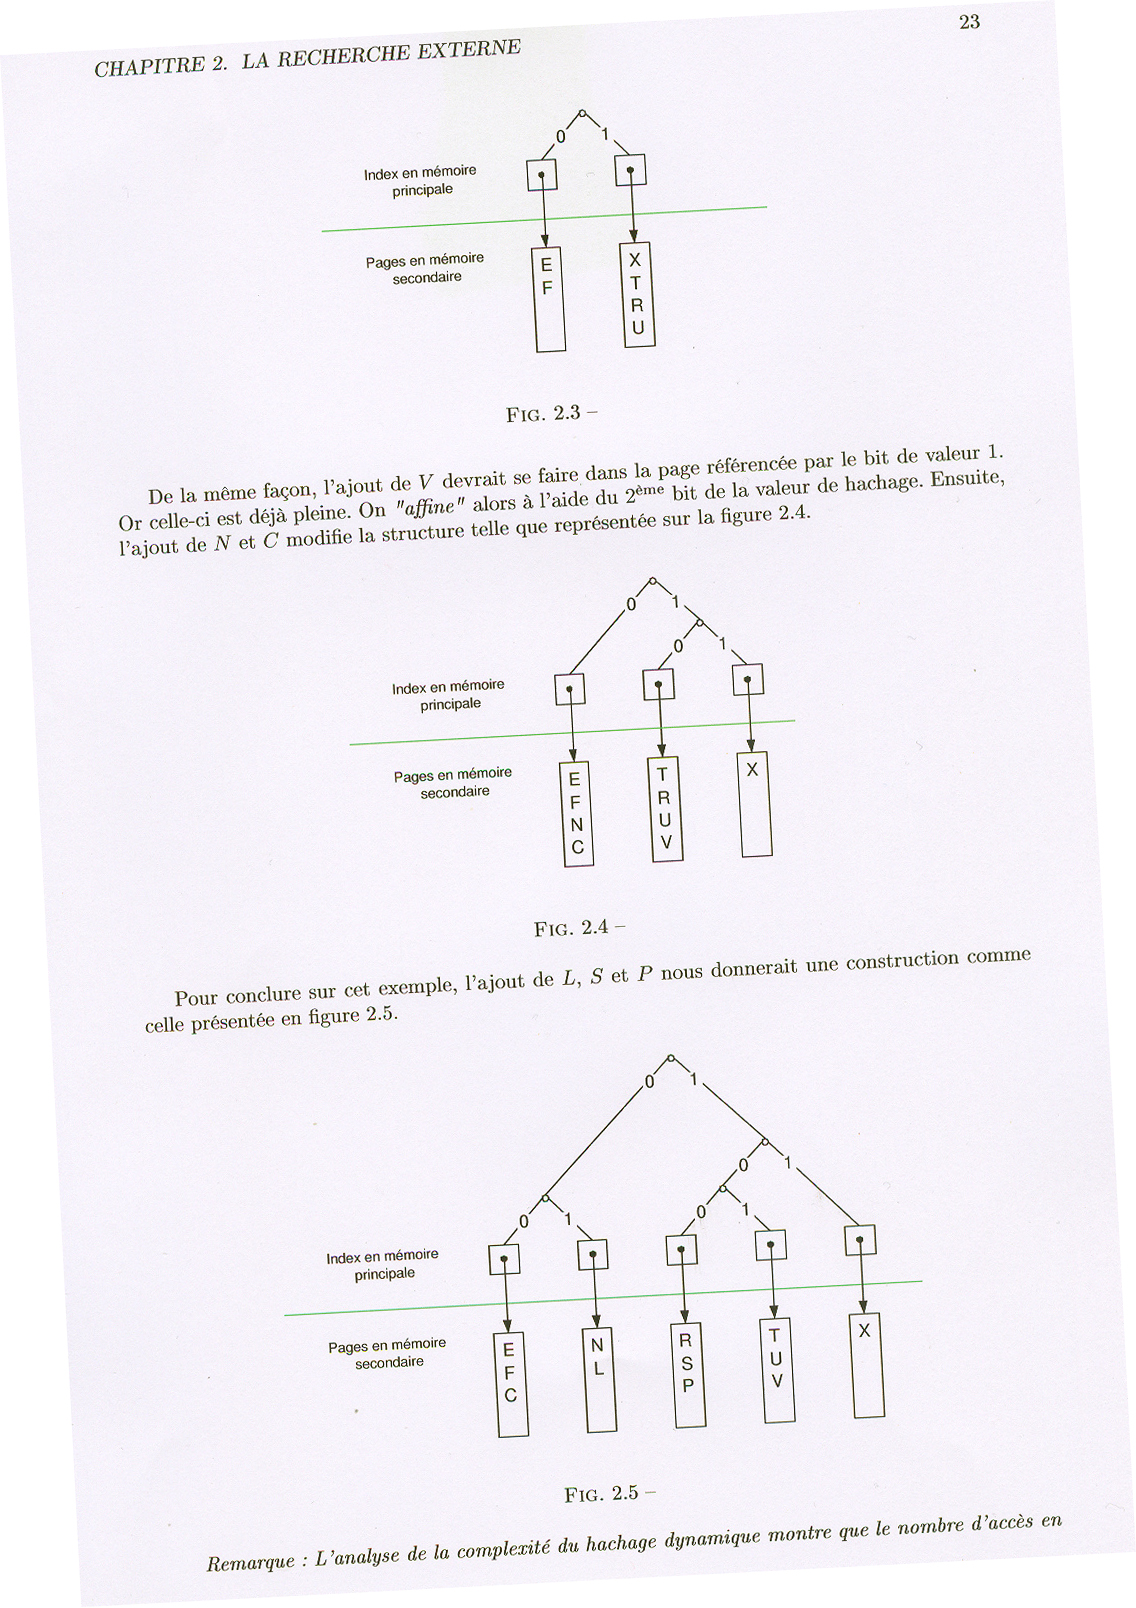 CHAPITRE 2. LA RECHERCHE EXTERNE
23
0
1
Index en mémoire
principale
Pages en mémoire
secondaire
E
F
X
T
R
U
FIG. 2.3 –
De la même façon, l'ajout de V devrait se faire dans la page référencée par le bit de valeur 1.
Or celle-ci est déjà pleine. On "affine" alors à l'aide du 2ème bit de la valeur de hachage. Ensuite,
l'ajout de N et C modifie la structure telle que représentée sur la figure 2.4.
0
1
0
1
Index en mémoire
principale
Pages en mémoire
secondaire
E
F
N
C
T
R
U
V
X
FIG. 2.4 –
Pour conclure sur cet exemple, l'ajout de L, S et P nous donnerait une construction comme
celle présentée en figure 2.5.
0
1
0
1
0
1
0
1
Index en mémoire
principale
Pages en mémoire
secondaire
E
F
C
N
L
R
S
P
T
U
V
X
FIG. 2.5 –
Remarque : L'analyse de la complexité du hachage dynamique montre que le nombre d'accès en